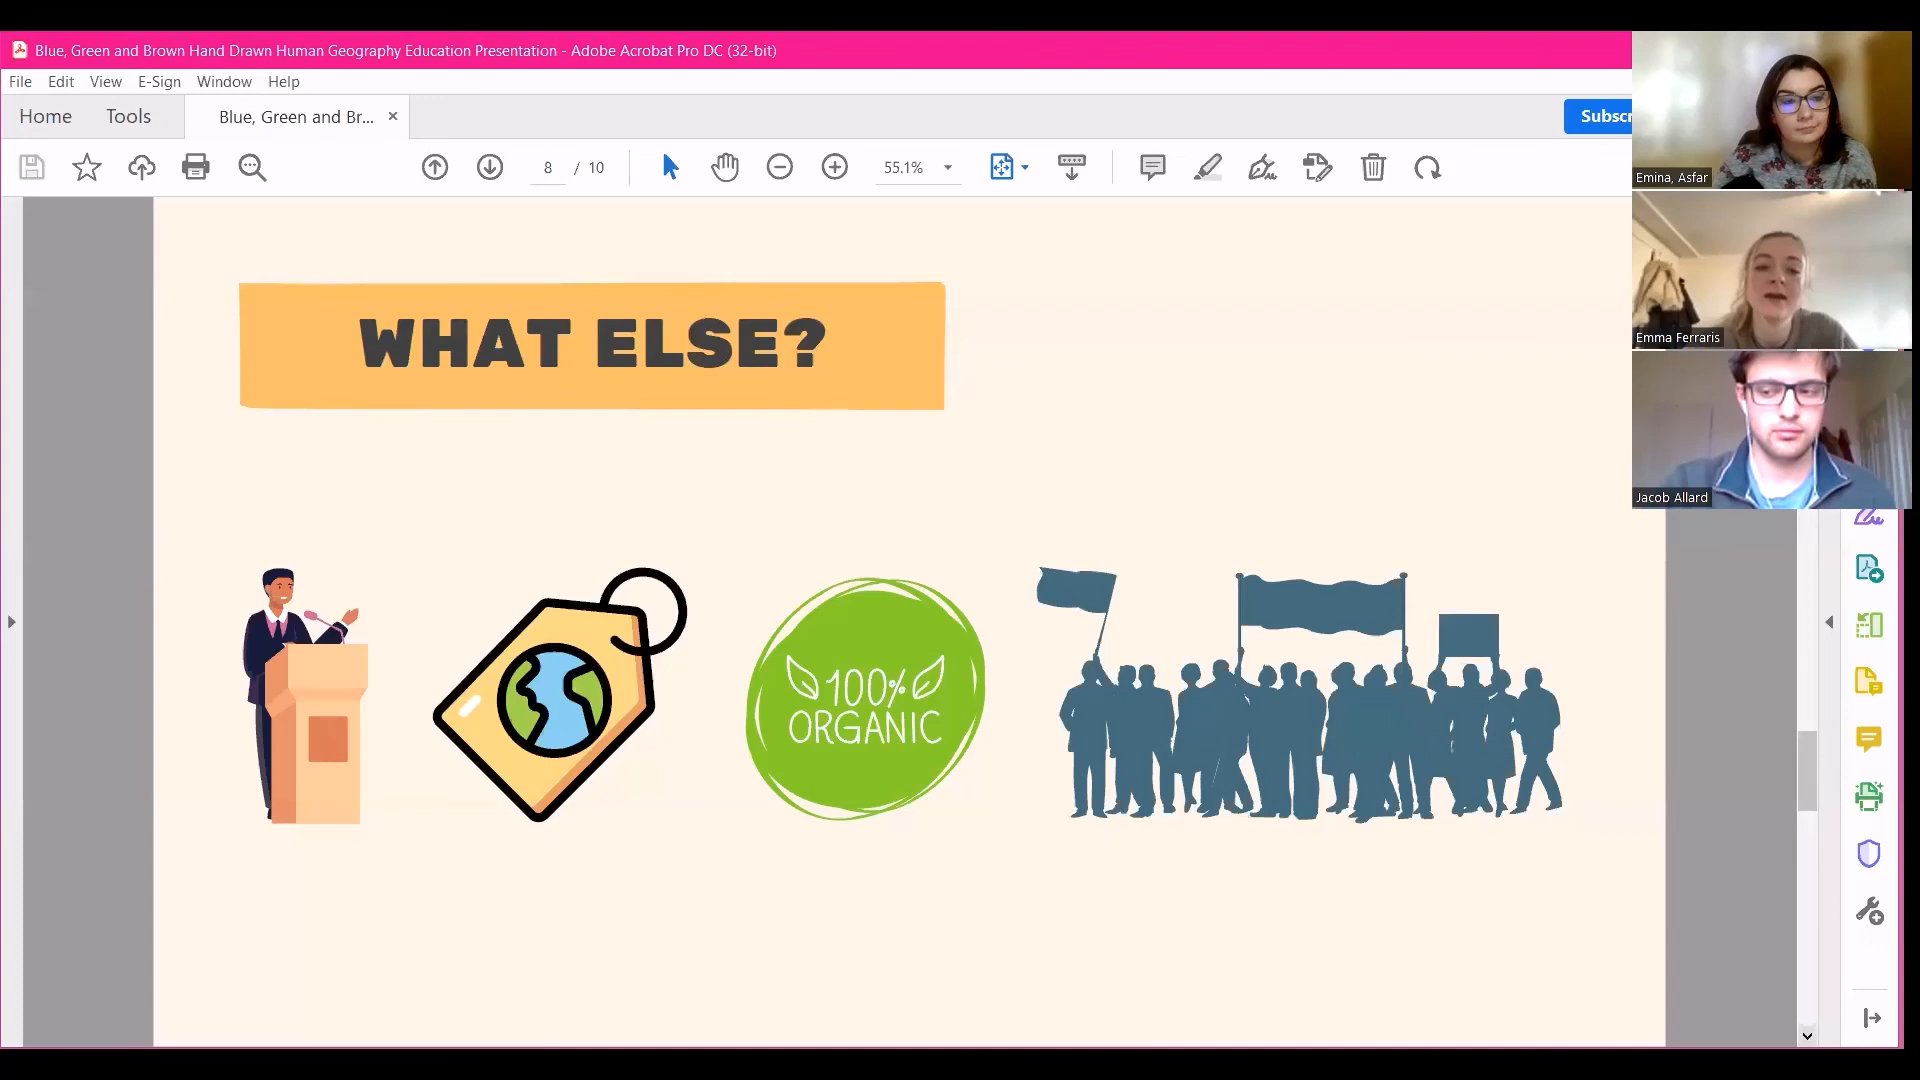 Blue, Green and Brown Hand Drawn Human Geography Education Presentation - Adobe Acrobat Pro DC (32-bit)
File Edit View E-Sign Window Help
Home Tools Blue, Green and Br... ×
Subscr
8 / 10 55.1%
Emina, Asfar
Emma Ferraris
Jacob Allard
WHAT ELSE?
100%
ORGANIC